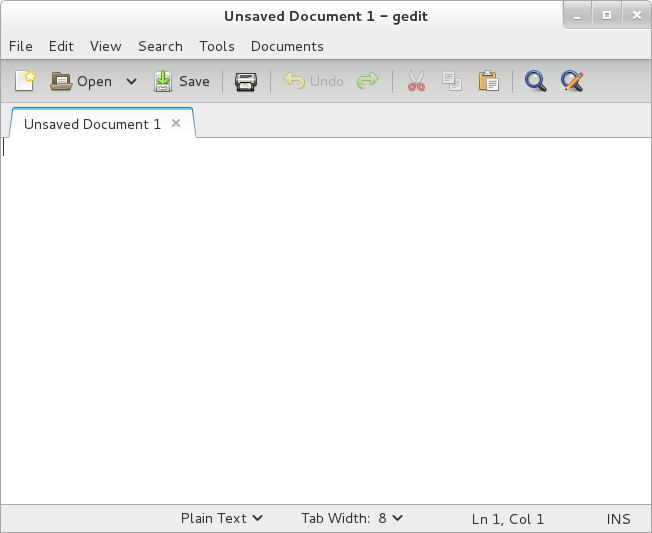 Unsaved Document 1 – gedit
File Edit View Search Tools Documents
Open Save Undo
Unsaved Document 1
Plain Text Tab Width: 8 Ln 1, Col 1 INS